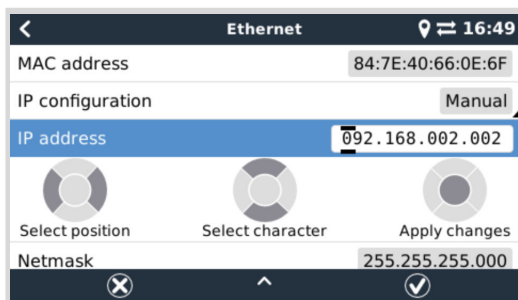 Ethernet 16:49
MAC address 84:7E:40:66:0E:6F
IP configuration Manual
IP address 092.168.002.002
Select position Select character Apply changes
Netmask 255.255.255.000